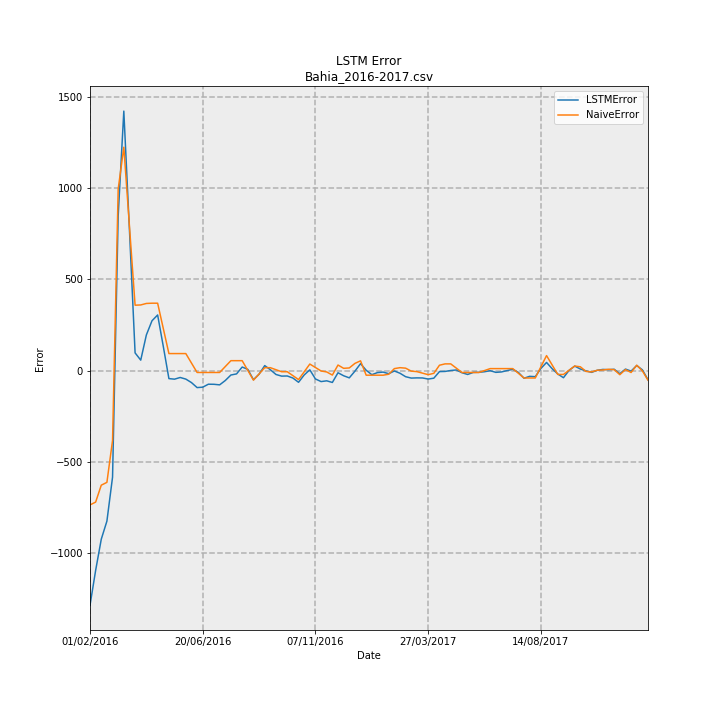 LSTM Error
Bahia_2016-2017.csv
LSTMError
NaiveError
1500
1000
500
0
−500
−1000
Error
01/02/2016
20/06/2016
07/11/2016
27/03/2017
14/08/2017
Date